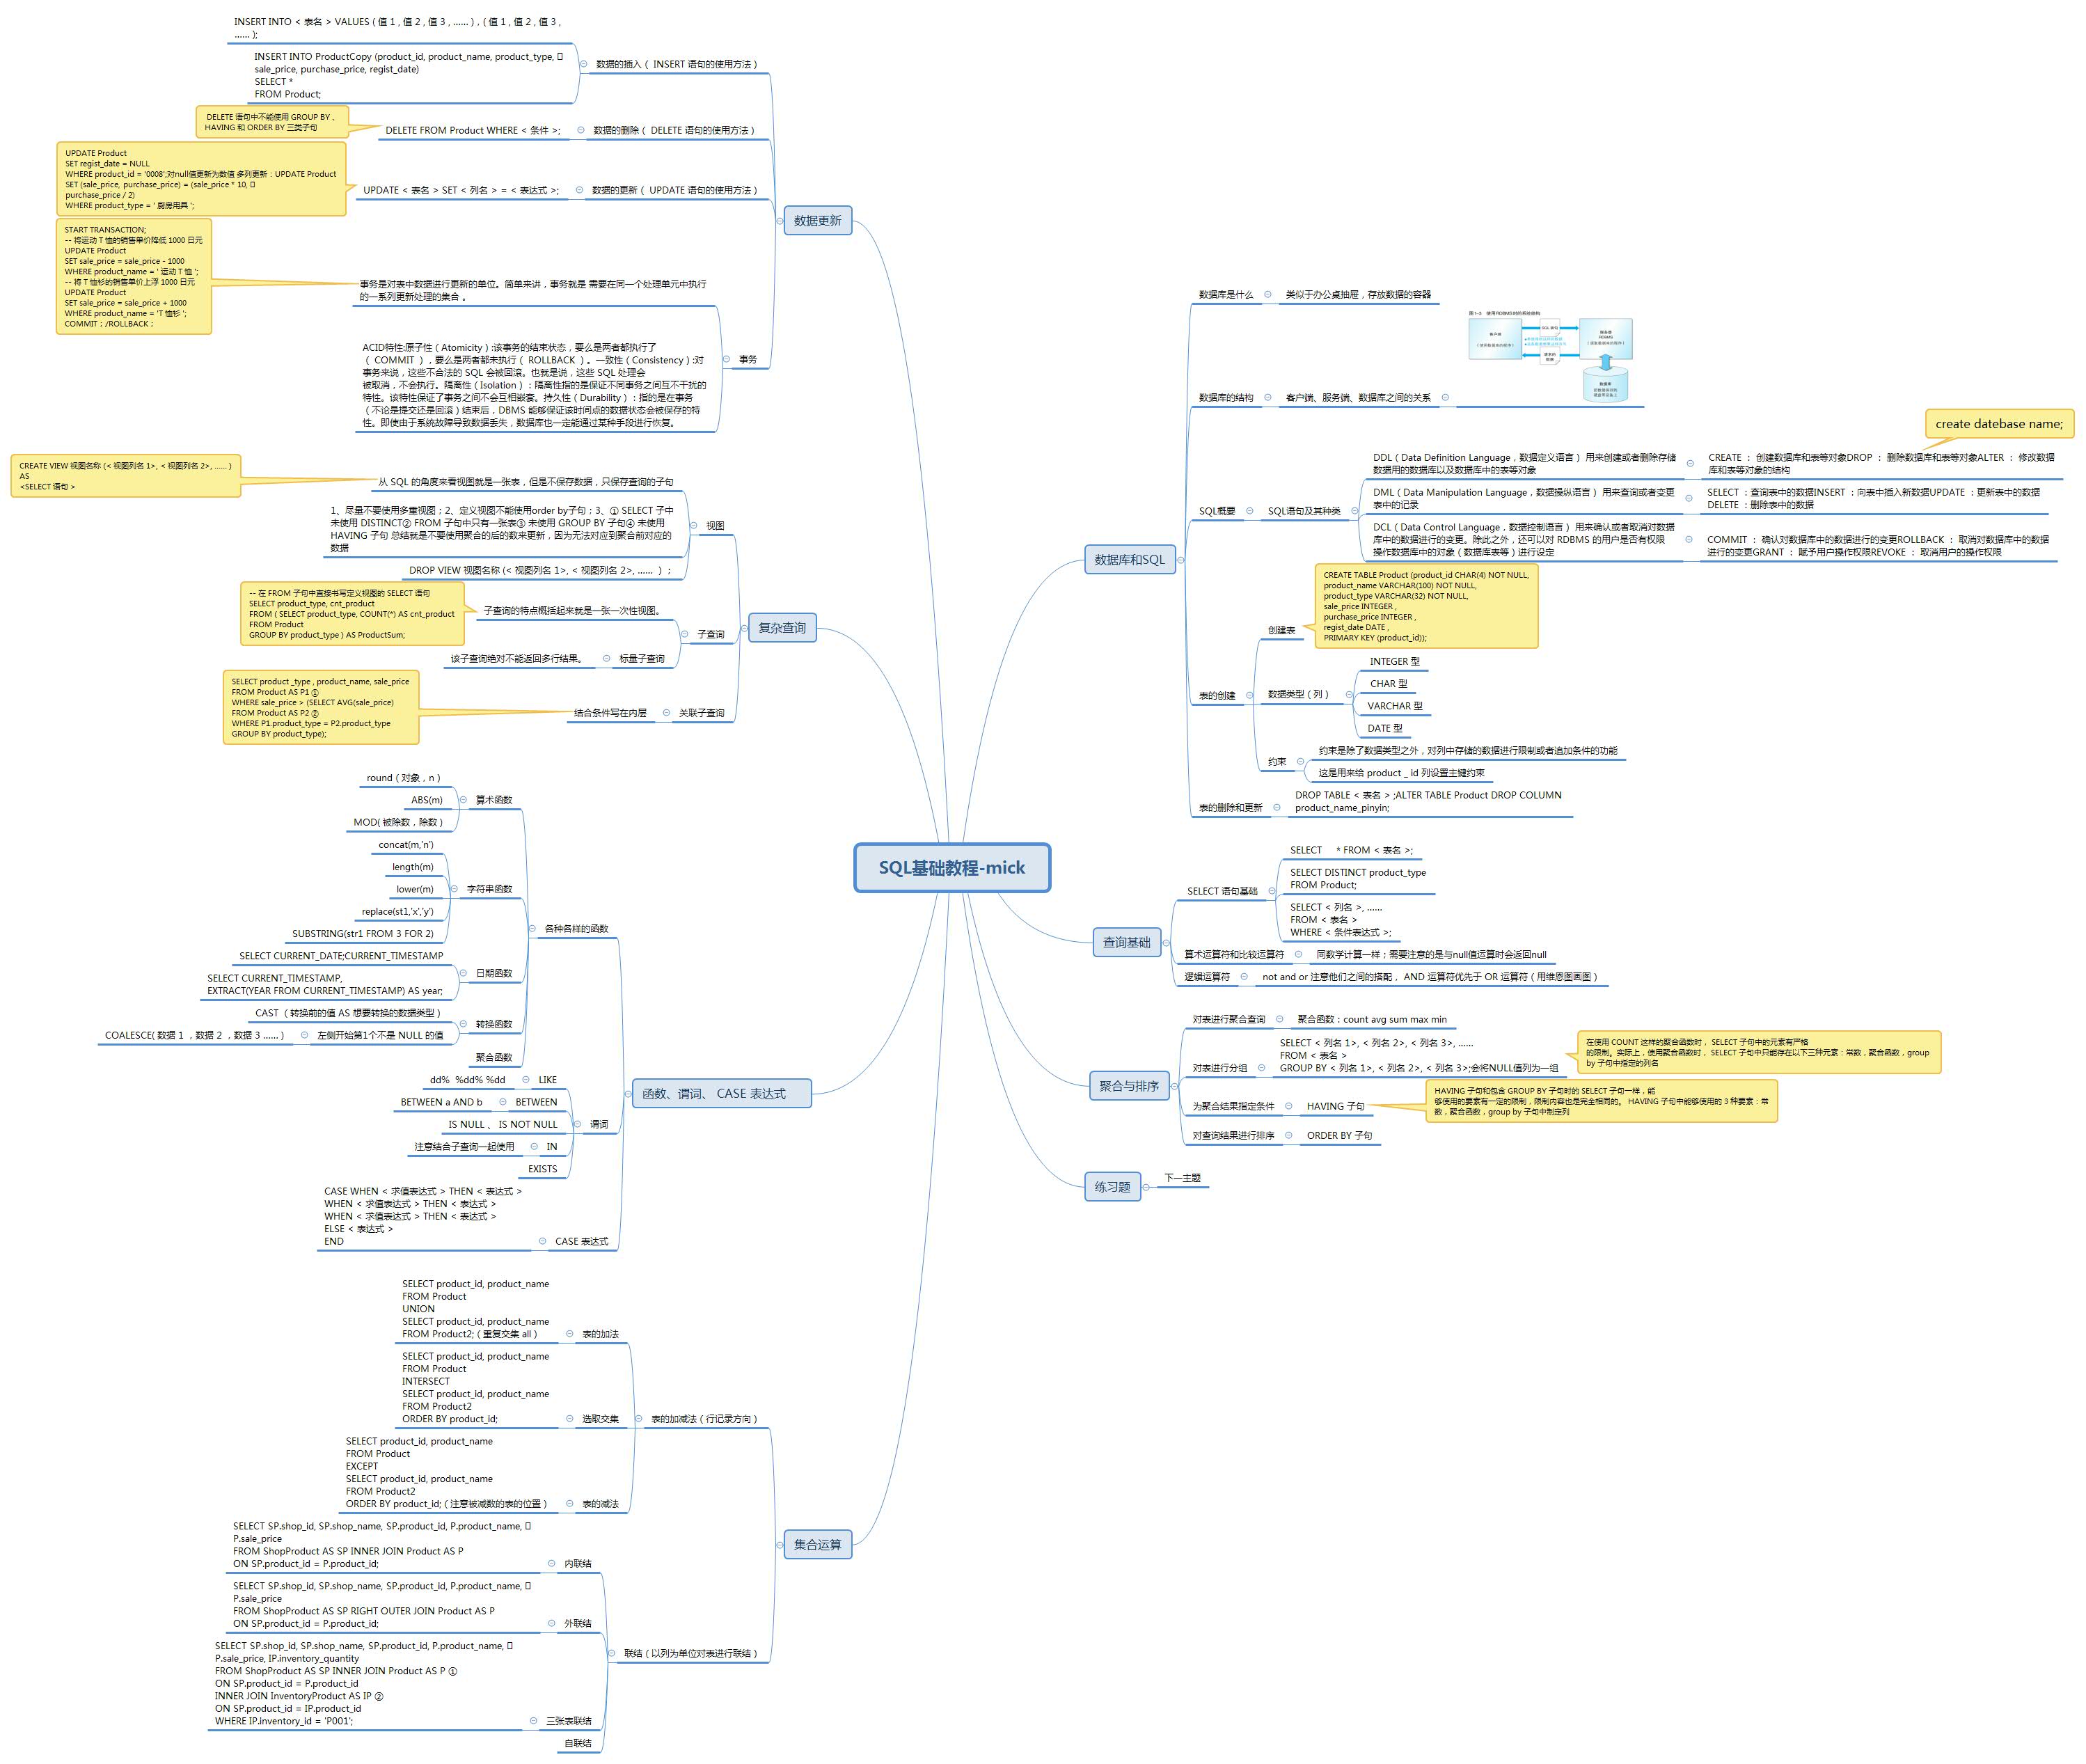 SQL基础教程-mick
数据库和SQL
数据库是什么
类似于办公桌抽屉，存放数据的容器
数据库的结构
客户端、服务端、数据库之间的关系
图1-3 使用RDBMS时的系统结构
客户端
SQL 语句
服务器
RDBMS
数据库
SQL概要
SQL语句及其种类
DDL（Data Definition Language，数据定义语言） 用来创建或者删除存储
数据用的数据库以及数据库中的表等对象
CREATE ： 创建数据库和表等对象DROP ： 删除数据库和表等对象ALTER ： 修改数据
库和表等对象的结构
create datebase name;
DML（Data Manipulation Language，数据操纵语言） 用来查询或者变更
表中的记录
SELECT ：查询表中的数据INSERT ：向表中插入新数据UPDATE ：更新表中的数据
DELETE ：删除表中的数据
DCL（Data Control Language，数据控制语言） 用来确认或者取消对数据
库中的数据进行的变更。除此之外，还可以对 RDBMS 的用户是否有权限
操作数据库中的对象（数据库表等）进行设定
COMMIT ： 确认对数据库中的数据进行的变更ROLLBACK ： 取消对数据库中的数据
进行的变更GRANT ： 赋予用户操作权限REVOKE ： 取消用户的操作权限
表的创建
创建表
CREATE TABLE Product (product_id CHAR(4) NOT NULL,
product_name VARCHAR(100) NOT NULL,
product_type VARCHAR(32) NOT NULL,
sale_price INTEGER ,
purchase_price INTEGER ,
regist_date DATE ,
PRIMARY KEY (product_id));
数据类型（列）
INTEGER 型
CHAR 型
VARCHAR 型
DATE 型
约束
约束是除了数据类型之外，对列中存储的数据进行限制或者追加条件的功能
这是用来给 product _ id 列设置主键约束
表的删除和更新
DROP TABLE < 表名 > ;ALTER TABLE Product DROP COLUMN
product_name_pinyin;
查询基础
SELECT 语句基础
SELECT * FROM < 表名 >;
SELECT DISTINCT product_type
FROM Product;
SELECT < 列名 >, ……
FROM < 表名 >
WHERE < 条件表达式 >;
算术运算符和比较运算符
同数学计算一样；需要注意的是与null值运算时会返回null
逻辑运算符
not and or 注意他们之间的搭配， AND 运算符优先于 OR 运算符（用维恩图画图）
聚合与排序
对表进行聚合查询
聚合函数：count avg sum max min
对表进行分组
SELECT < 列名 1>, < 列名 2>, < 列名 3>, ……
FROM < 表名 >
GROUP BY < 列名 1>, < 列名 2>, < 列名 3>;会将NULL值列为一组
在使用 COUNT 这样的聚合函数时， SELECT 子句中的元素有严格
的限制。实际上，使用聚合函数时， SELECT 子句中只能存在以下三种元素：常数，聚合函数，group
by 子句中指定的列名
为聚合结果指定条件
HAVING 子句
HAVING 子句和包含 GROUP BY 子句时的 SELECT 子句一样，能
够使用的要素有一定的限制，限制内容也是完全相同的。 HAVING 子句中能够使用的 3 种要素：常
数，聚合函数，group by 子句中制定列
对查询结果进行排序
ORDER BY 子句
练习题
下一主题
数据更新
数据的插入（ INSERT 语句的使用方法）
INSERT INTO < 表名 > VALUES ( 值 1 , 值 2 , 值 3 , …… ) , ( 值 1 , 值 2 , 值 3 ,
…… );
INSERT INTO ProductCopy (product_id, product_name, product_type,
sale_price, purchase_price, regist_date)
SELECT *
FROM Product;
数据的删除（ DELETE 语句的使用方法）
DELETE FROM Product WHERE < 条件 >;
DELETE 语句中不能使用 GROUP BY 、
HAVING 和 ORDER BY 三类子句
数据的更新（ UPDATE 语句的使用方法）
UPDATE < 表名 > SET < 列名 > = < 表达式 >;
UPDATE Product
SET regist_date = NULL
WHERE product_id = '0008';对null值更新为数值 多列更新：UPDATE Product
SET (sale_price, purchase_price) = (sale_price * 10,
purchase_price / 2)
WHERE product_type = ' 厨房用具 ';
事务
事务是对表中数据进行更新的单位。简单来讲，事务就是 需要在同一个处理单元中执行
的一系列更新处理的集合 。
START TRANSACTION;
-- 将运动 T 恤的销售单价降低 1000 日元
UPDATE Product
SET sale_price = sale_price - 1000
WHERE product_name = ' 运动 T 恤 ';
-- 将 T 恤衫的销售单价上浮 1000 日元
UPDATE Product
SET sale_price = sale_price + 1000
WHERE product_name = 'T 恤衫 ';
COMMIT；/ROLLBACK；
ACID特性:原子性（Atomicity）:该事务的结束状态，要么是两者都执行了
（ COMMIT ），要么是两者都未执行（ ROLLBACK ）。一致性（Consistency）:对
事务来说，这些不合法的 SQL 会被回滚。也就是说，这些 SQL 处理会
被取消，不会执行。隔离性（Isolation）：隔离性指的是保证不同事务之间互不干扰的
特性。该特性保证了事务之间不会互相嵌套。持久性（Durability）：指的是在事务
（不论是提交还是回滚）结束后，DBMS 能够保证该时间点的数据状态会被保存的特
性。即使由于系统故障导致数据丢失，数据库也一定能通过某种手段进行恢复。
复杂查询
视图
从 SQL 的角度来看视图就是一张表，但是不保存数据，只保存查询的子句
CREATE VIEW 视图名称 (< 视图列名 1>, < 视图列名 2>, …… )
AS
<SELECT 语句 >
1、尽量不要使用多重视图；2、定义视图不能使用order by子句；3、① SELECT 子中
未使用 DISTINCT② FROM 子句中只有一张表③ 未使用 GROUP BY 子句④ 未使用
HAVING 子句 总结就是不要使用聚合的后的数来更新，因为无法对应到聚合前对应的
数据
DROP VIEW 视图名称 (< 视图列名 1>, < 视图列名 2>, …… ）；
子查询
子查询的特点概括起来就是一张一次性视图。
-- 在 FROM 子句中直接书写定义视图的 SELECT 语句
SELECT product_type, cnt_product
FROM ( SELECT product_type, COUNT(*) AS cnt_product
FROM Product
GROUP BY product_type ) AS ProductSum;
标量子查询
该子查询绝对不能返回多行结果。
关联子查询
结合条件写在内层
SELECT product _type , product_name, sale_price
FROM Product AS P1 ①
WHERE sale_price > (SELECT AVG(sale_price)
FROM Product AS P2 ②
WHERE P1.product_type = P2.product_type
GROUP BY product_type);
函数、谓词、 CASE 表达式
各种各样的函数
算术函数
round（对象，n）
ABS(m)
MOD( 被除数，除数 )
字符串函数
concat(m,'n')
length(m)
lower(m)
replace(st1,'x','y')
SUBSTRING(str1 FROM 3 FOR 2)
日期函数
SELECT CURRENT_DATE;CURRENT_TIMESTAMP
SELECT CURRENT_TIMESTAMP,
EXTRACT(YEAR FROM CURRENT_TIMESTAMP) AS year;
转换函数
CAST （ 转换前的值 AS 想要转换的数据类型 ）
左侧开始第1个不是 NULL 的值
COALESCE( 数据 1 ，数据 2 ，数据 3 …… )
聚合函数
谓词
LIKE
dd% %dd% %dd
BETWEEN
BETWEEN a AND b
IS NULL 、 IS NOT NULL
IN
注意结合子查询一起使用
EXISTS
CASE 表达式
CASE WHEN < 求值表达式 > THEN < 表达式 >
WHEN < 求值表达式 > THEN < 表达式 >
WHEN < 求值表达式 > THEN < 表达式 >
ELSE < 表达式 >
END
集合运算
表的加减法（行记录方向）
表的加法
SELECT product_id, product_name
FROM Product
UNION
SELECT product_id, product_name
FROM Product2;（重复交集 all）
选取交集
SELECT product_id, product_name
FROM Product
INTERSECT
SELECT product_id, product_name
FROM Product2
ORDER BY product_id;
表的减法
SELECT product_id, product_name
FROM Product
EXCEPT
SELECT product_id, product_name
FROM Product2
ORDER BY product_id;（注意被减数的表的位置）
联结（以列为单位对表进行联结）
内联结
SELECT SP.shop_id, SP.shop_name, SP.product_id, P.product_name,
P.sale_price
FROM ShopProduct AS SP INNER JOIN Product AS P
ON SP.product_id = P.product_id;
外联结
SELECT SP.shop_id, SP.shop_name, SP.product_id, P.product_name,
P.sale_price
FROM ShopProduct AS SP RIGHT OUTER JOIN Product AS P
ON SP.product_id = P.product_id;
三张表联结
SELECT SP.shop_id, SP.shop_name, SP.product_id, P.product_name,
P.sale_price, IP.inventory_quantity
FROM ShopProduct AS SP INNER JOIN Product AS P ①
ON SP.product_id = P.product_id
INNER JOIN InventoryProduct AS IP ②
ON SP.product_id = IP.product_id
WHERE IP.inventory_id = 'P001';
自联结